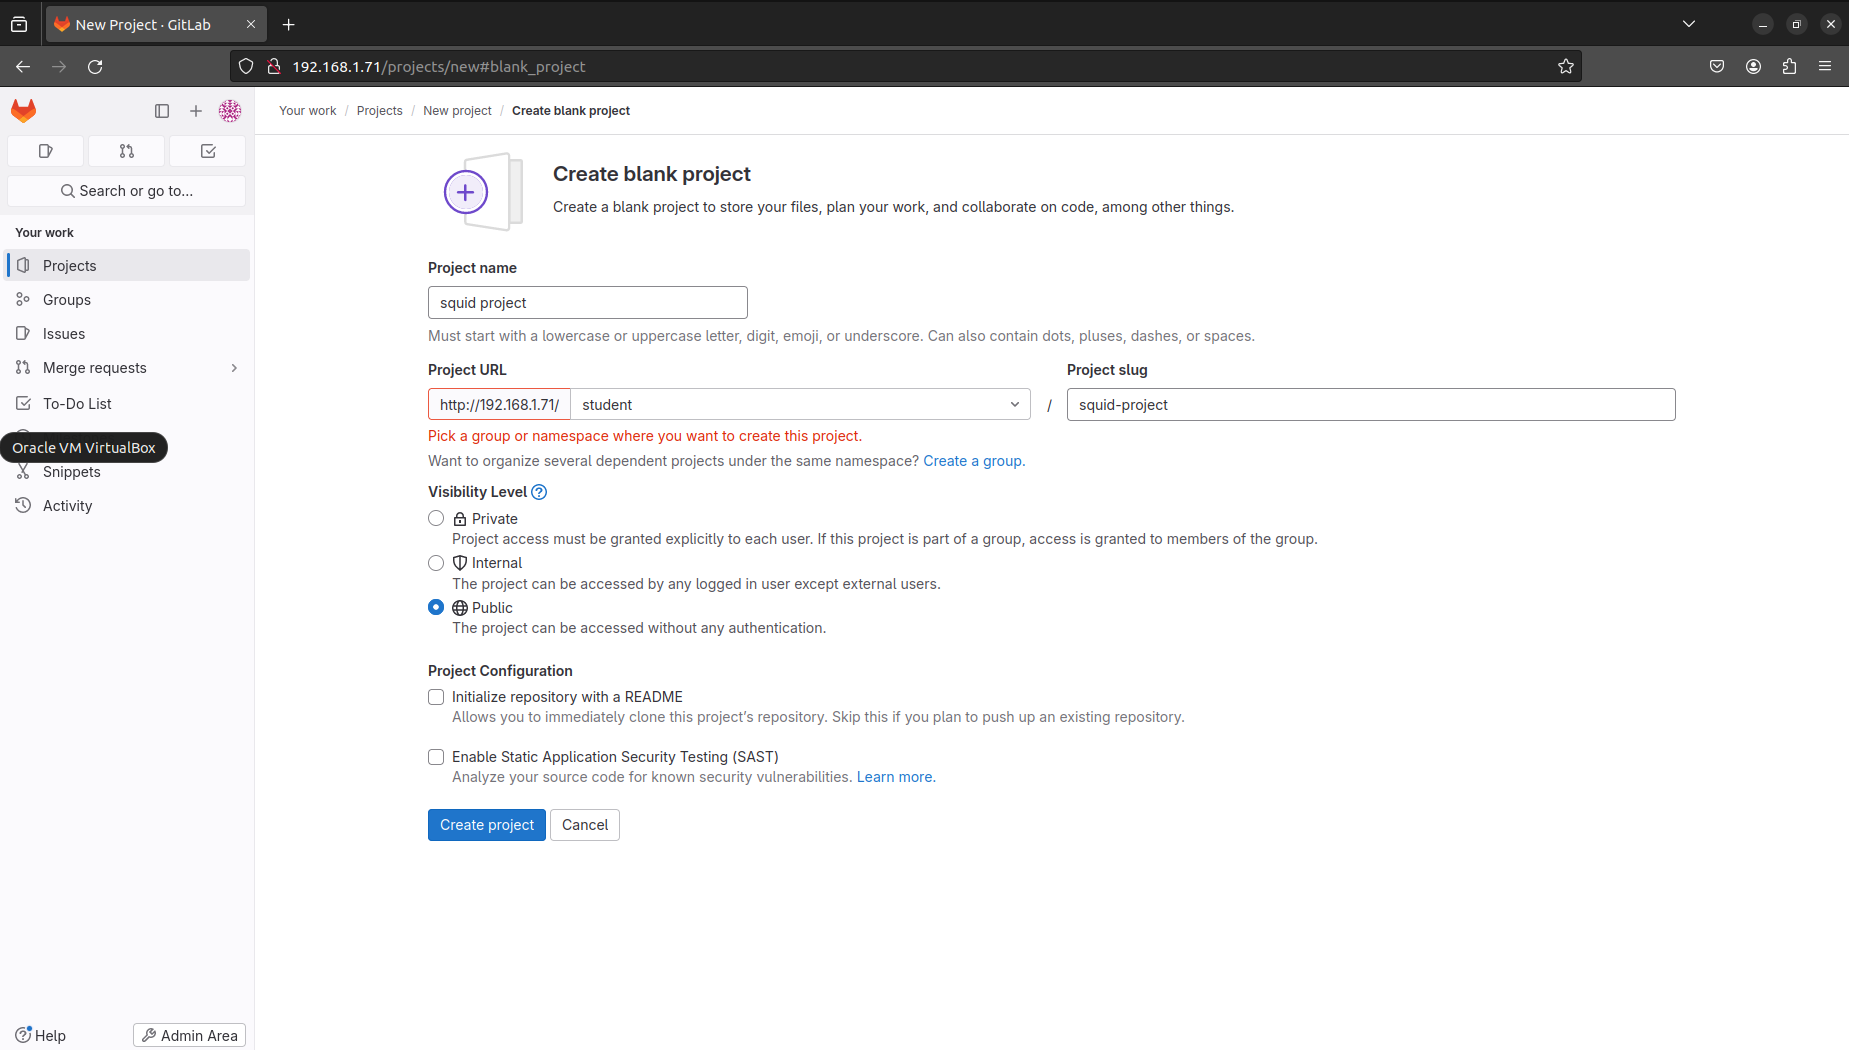 New Project · GitLab
192.168.1.71/projects/new#blank_project
Your work / Projects / New project / Create blank project
Search or go to...
Your work
Projects
Groups
Issues
Merge requests
To-Do List
Oracle VM VirtualBox
Snippets
Activity
Help
Admin Area
Create blank project
Create a blank project to store your files, plan your work, and collaborate on code, among other things.
Project name
squid project
Must start with a lowercase or uppercase letter, digit, emoji, or underscore. Can also contain dots, pluses, dashes, or spaces.
Project URL
Project slug
http://192.168.1.71/ student / squid-project
Pick a group or namespace where you want to create this project.
Want to organize several dependent projects under the same namespace? Create a group.
Visibility Level
Private
Project access must be granted explicitly to each user. If this project is part of a group, access is granted to members of the group.
Internal
The project can be accessed by any logged in user except external users.
Public
The project can be accessed without any authentication.
Project Configuration
Initialize repository with a README
Allows you to immediately clone this project's repository. Skip this if you plan to push up an existing repository.
Enable Static Application Security Testing (SAST)
Analyze your source code for known security vulnerabilities. Learn more.
Create project
Cancel